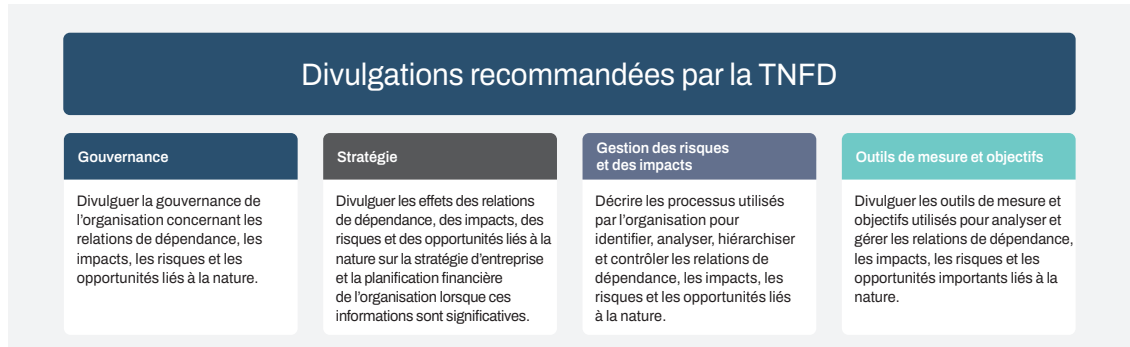 Divulgations recommandées par la TNFD
Gouvernance
Divulguer la gouvernance de
l’organisation concernant les
relations de dépendance, les
impacts, les risques et les
opportunités liés à la nature.
Stratégie
Divulguer les effets des relations
de dépendance, des impacts, des
risques et des opportunités liés à la
nature sur la stratégie d’entreprise
et la planification financière
de l’organisation lorsque ces
informations sont significatives.
Gestion des risques
et des impacts
Décrire les processus utilisés
par l’organisation pour
identifier, analyser, hiérarchiser
et contrôler les relations de
dépendance, les impacts, les
risques et les opportunités liés
à la nature.
Outils de mesure et objectifs
Divulguer les outils de mesure et
objectifs utilisés pour analyser et
gérer les relations de dépendance,
les impacts, les risques et les
opportunités importants liés à la
nature.